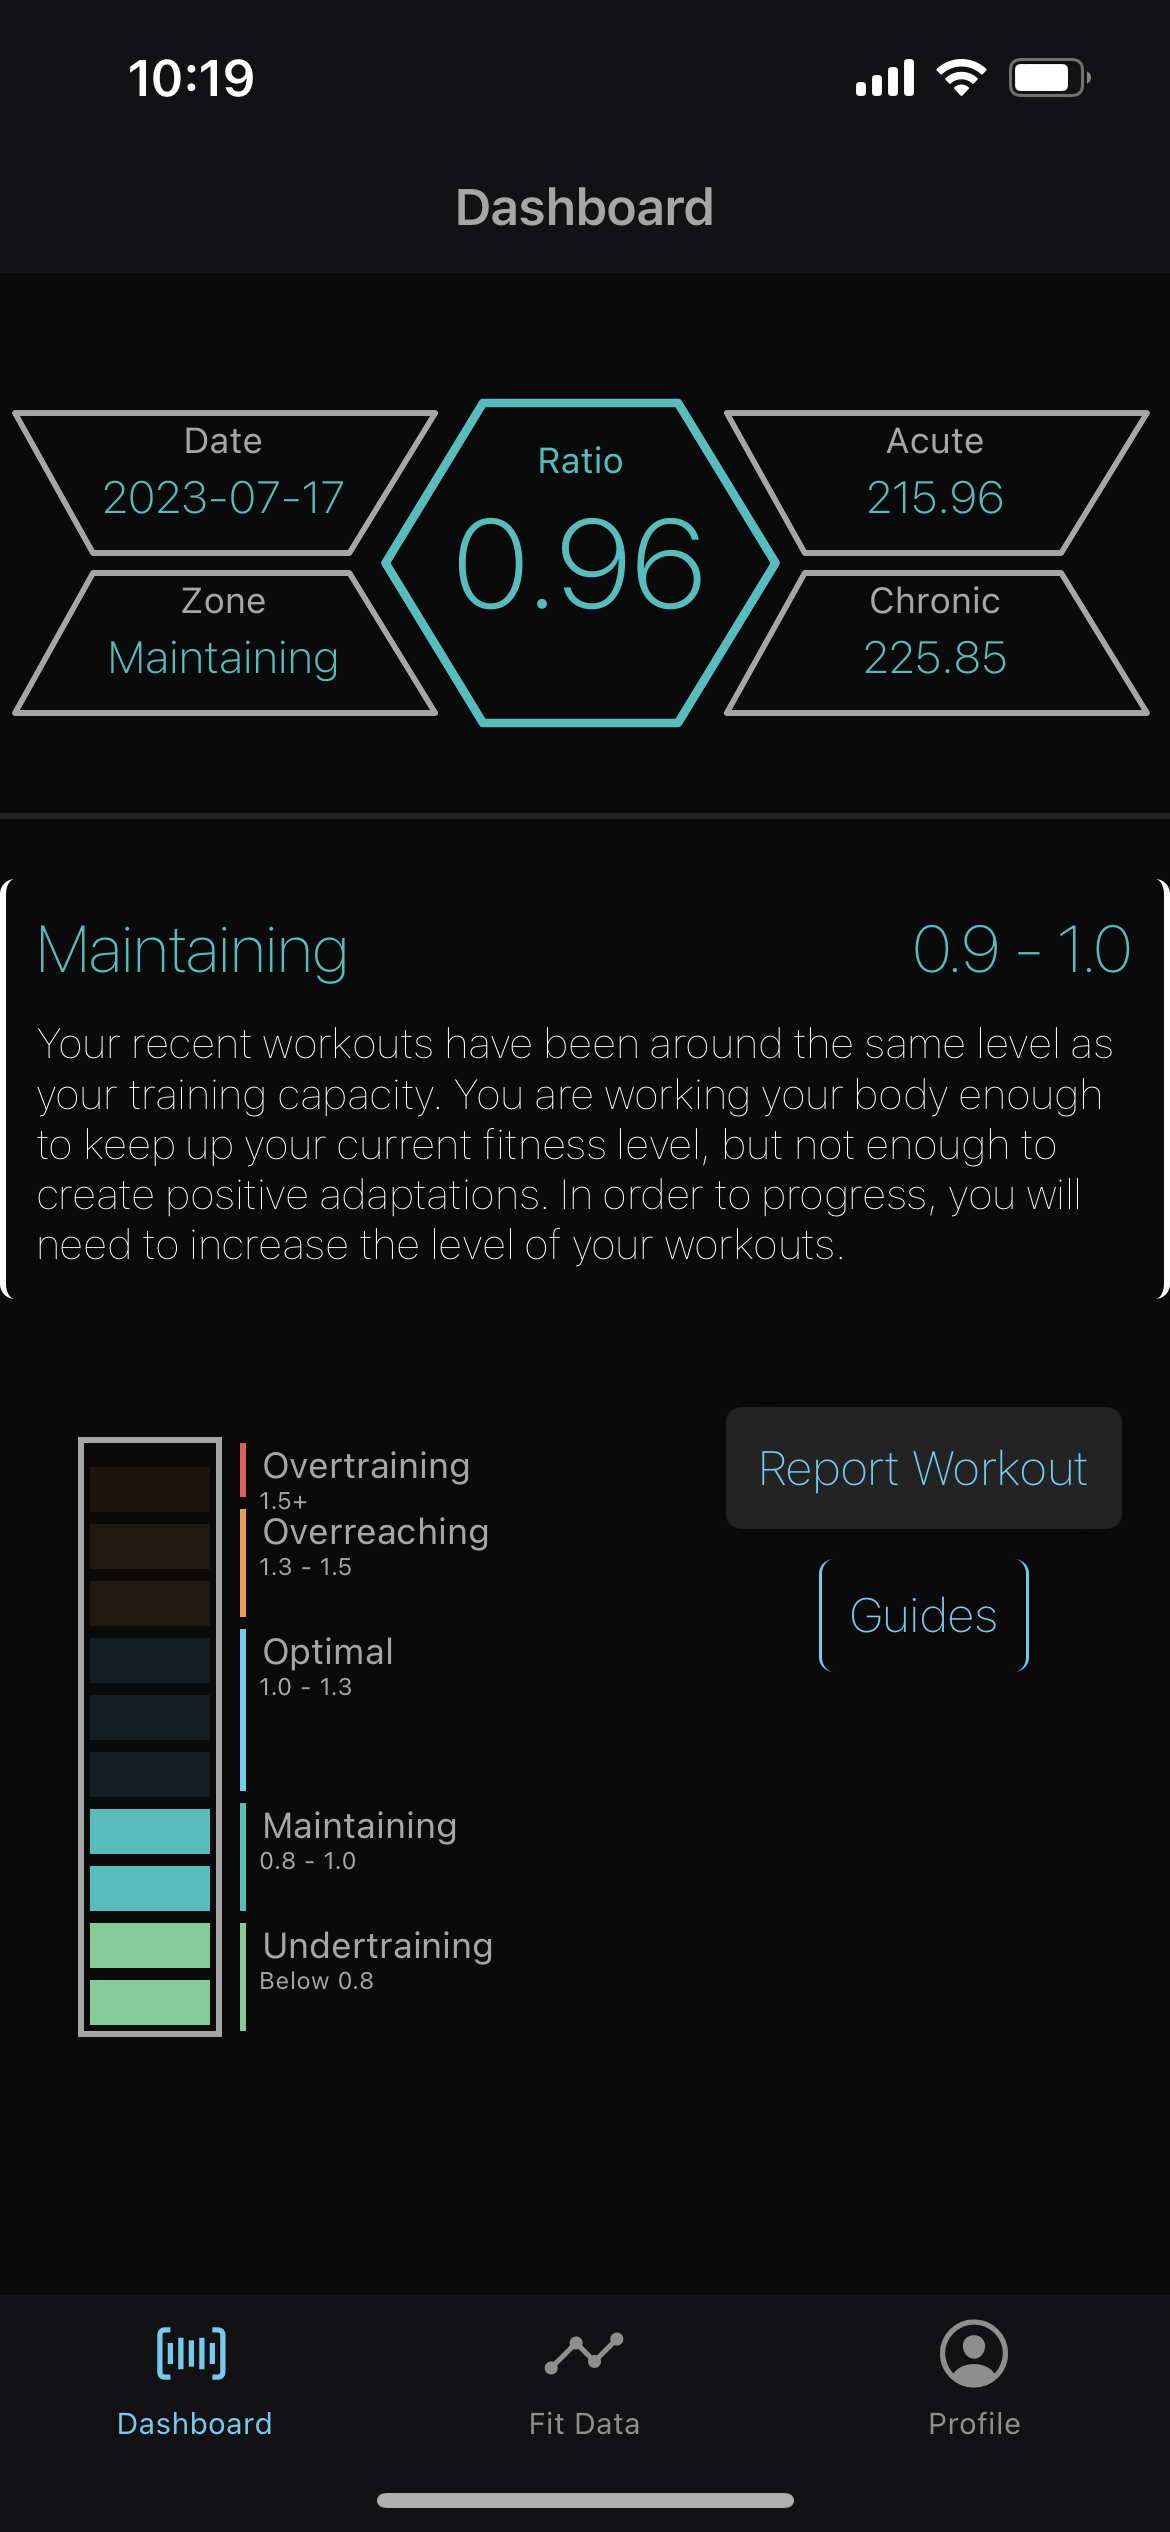 10:19
Dashboard
Date
2023-07-17
Zone
Maintaining
Ratio
0.96
Acute
215.96
Chronic
225.85
Maintaining 0.9 - 1.0
Your recent workouts have been around the same level as
your training capacity. You are working your body enough
to keep up your current fitness level, but not enough to
create positive adaptations. In order to progress, you will
need to increase the level of your workouts.
Overtraining
1.5+
Overreaching
1.3 - 1.5
Optimal
1.0 - 1.3
Maintaining
0.8 - 1.0
Undertraining
Below 0.8
Report Workout
Guides
Dashboard
Fit Data
Profile